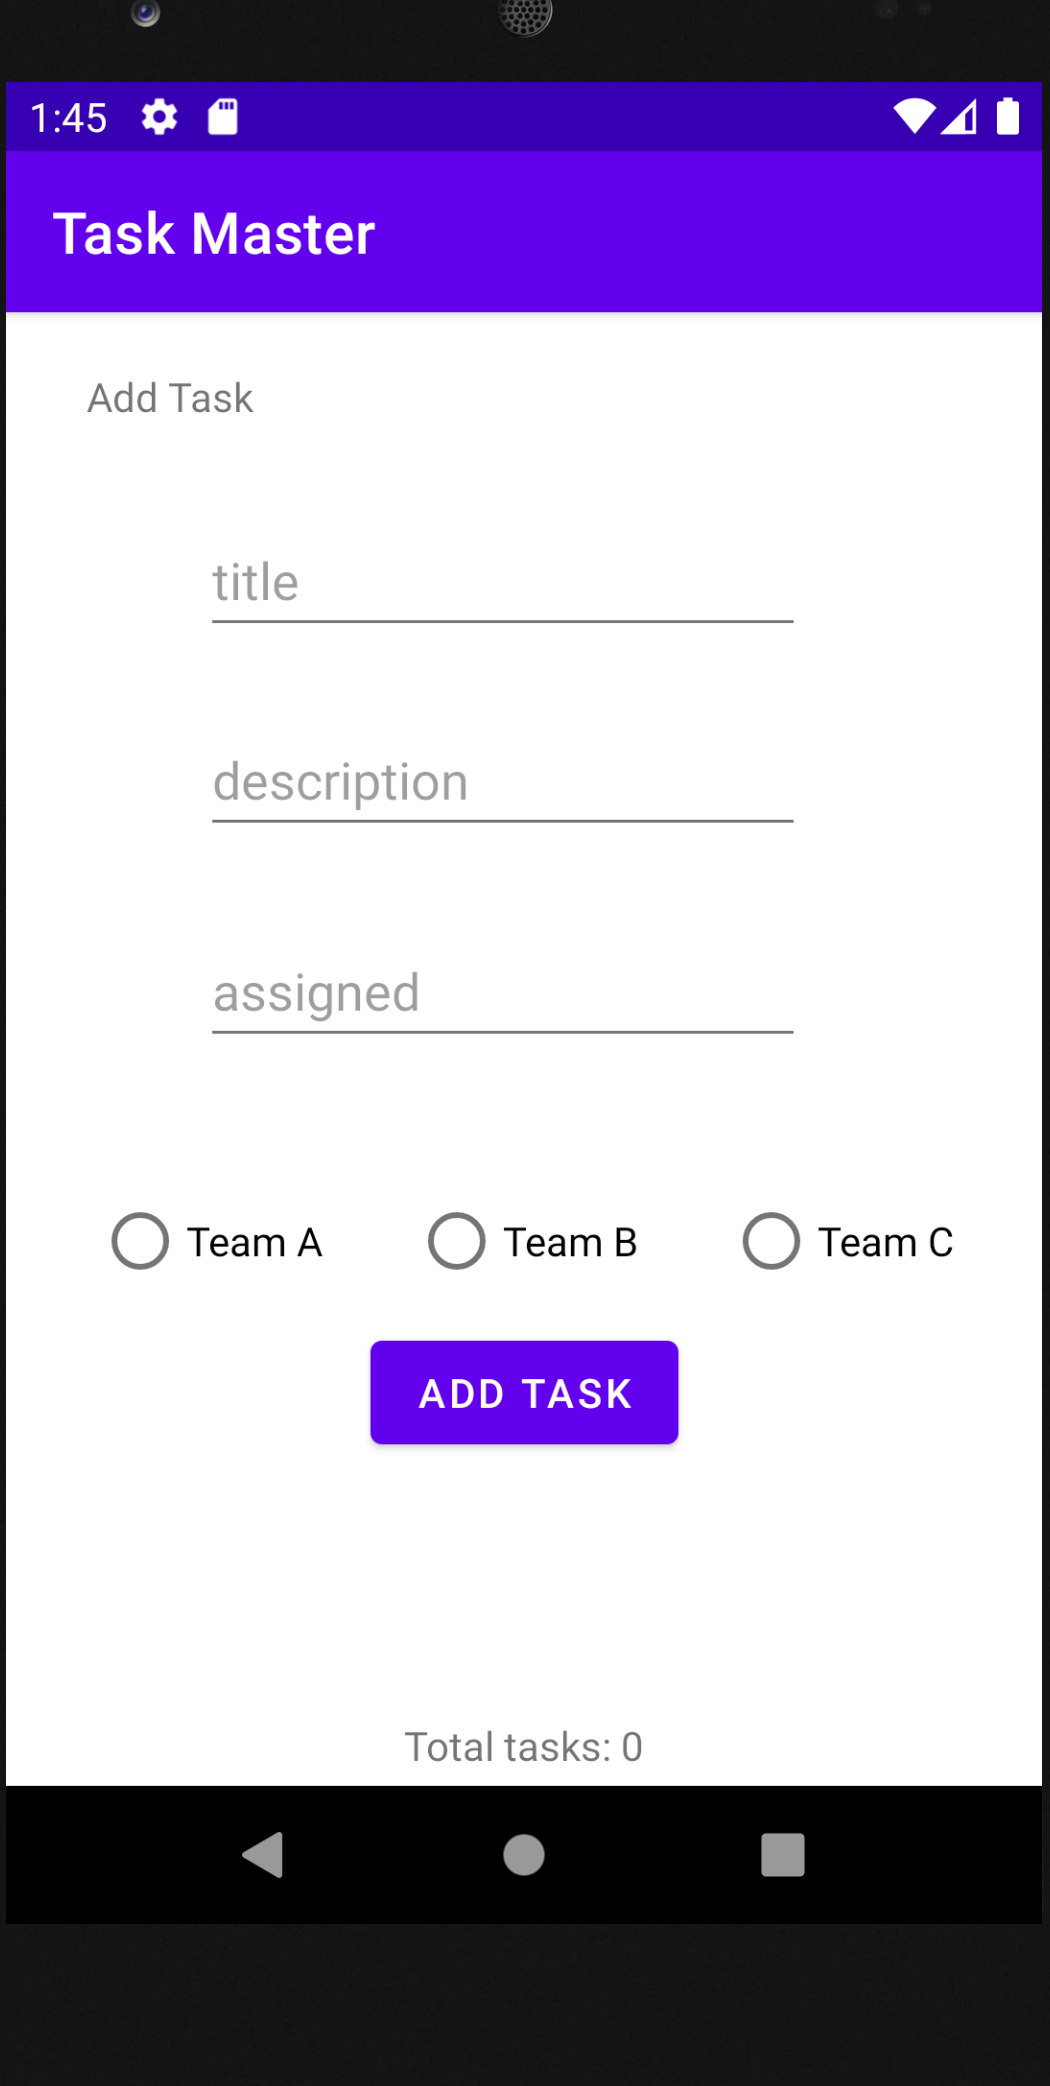 1:45
Task Master
Add Task
title
description
assigned
Team A Team B Team C
ADD TASK
Total tasks: 0